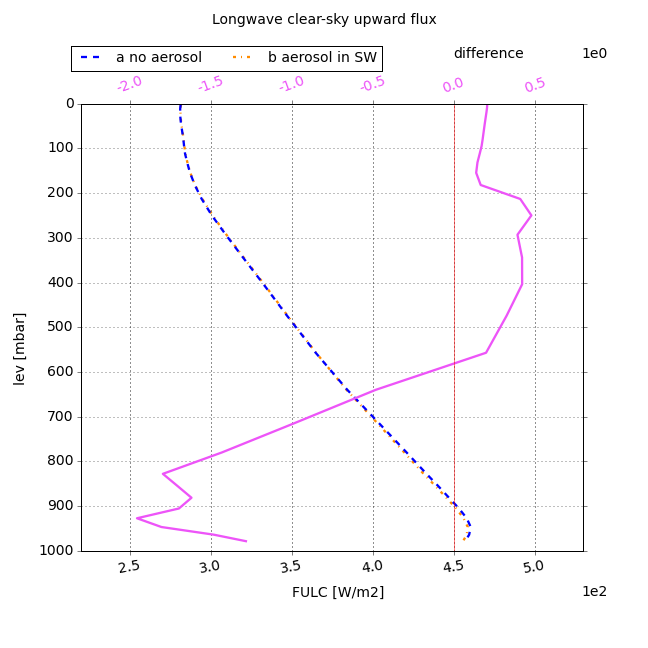 Longwave clear-sky upward flux
a no aerosol b aerosol in SW
difference 1e0
-2.0 -1.5 -1.0 -0.5 0.0 0.5
0
100
200
300
400
500
600
700
800
900
1000
lev [mbar]
2.5 3.0 3.5 4.0 4.5 5.0
FULC [W/m2] 1e2